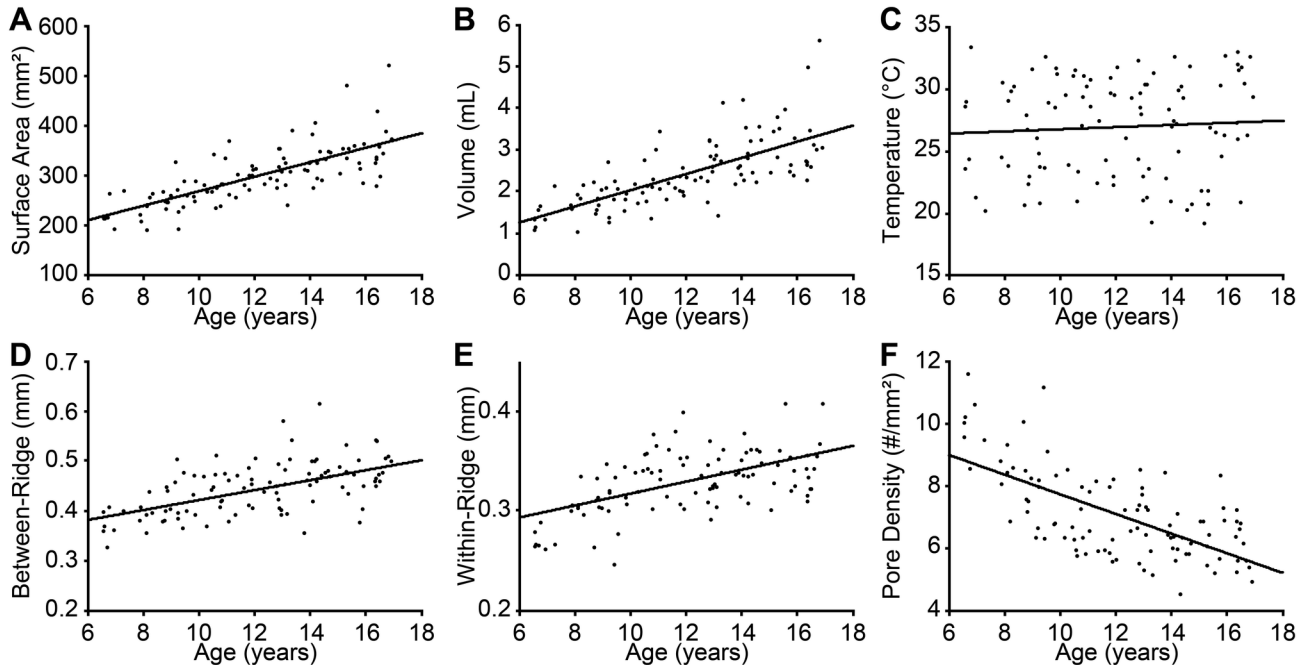 A
Surface Area (mm²)
600
500
400
300
200
100
6 8 10 12 14 16 18
Age (years)
B
Volume (mL)
6
5
4
3
2
1
0
6 8 10 12 14 16 18
Age (years)
C
Temperature (°C)
35
30
25
20
15
6 8 10 12 14 16 18
Age (years)
D
Between-Ridge (mm)
0.7
0.6
0.5
0.4
0.3
0.2
6 8 10 12 14 16 18
Age (years)
E
Within-Ridge (mm)
0.4
0.3
0.2
6 8 10 12 14 16 18
Age (years)
F
Pore Density (#/mm²)
12
10
8
6
4
6 8 10 12 14 16 18
Age (years)